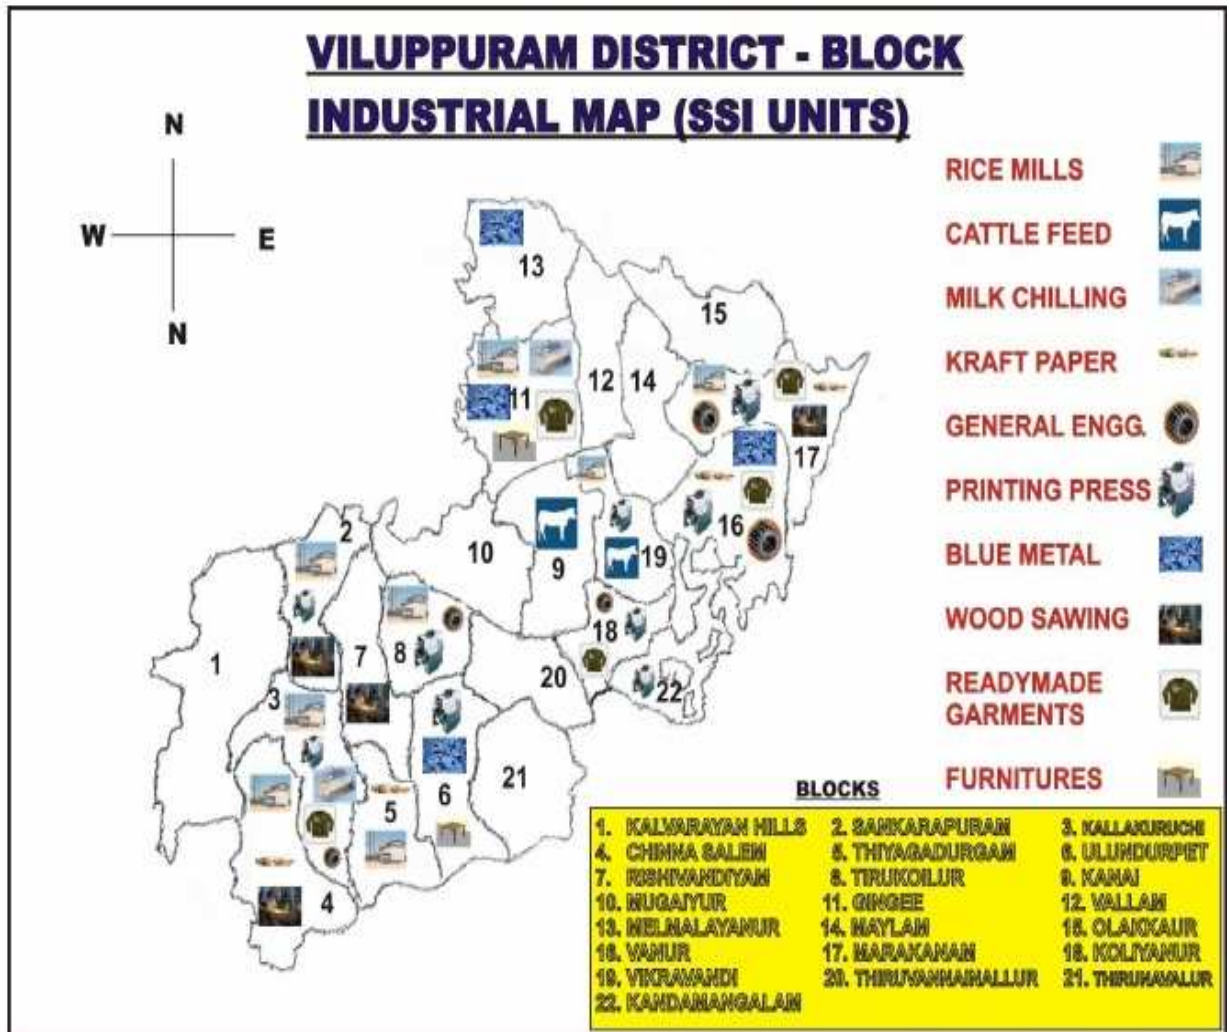 VILUPPURAM DISTRICT - BLOCK
INDUSTRIAL MAP (SSI UNITS)
N
W E
N
RICE MILLS
CATTLE FEED
MILK CHILLING
KRAFT PAPER
GENERAL ENGG.
PRINTING PRESS
BLUE METAL
WOOD SAWING
READYMADE
GARMENTS
FURNITURES
13
15
12
14
11
17
16
2
10
9
19
18
1
7
8
20
22
3
21
5
6
4
BLOCKS
1. KALVARAYAN HILLS 2. SANKARAPURAM 3. KALLAKURUCHI
4. CHINNA SALEM 5. THIYAGADURGAM 6. ULUNDURPET
7. RISHIVANDIYAM 8. TIRUKOILUR 9. KANAI
10. MUGAIYUR 11. GINGEE 12. VALLAM
13. MELMALAYANUR 14. MAYLAM 15. OLAKKAUR
16. VANUR 17. MARAKANAM 18. KOLIYANUR
19. VIKRAVANDI 20. THIRUVANNAINALLUR 21. THIRUNAVALUR
22. KANDAMANGALAM